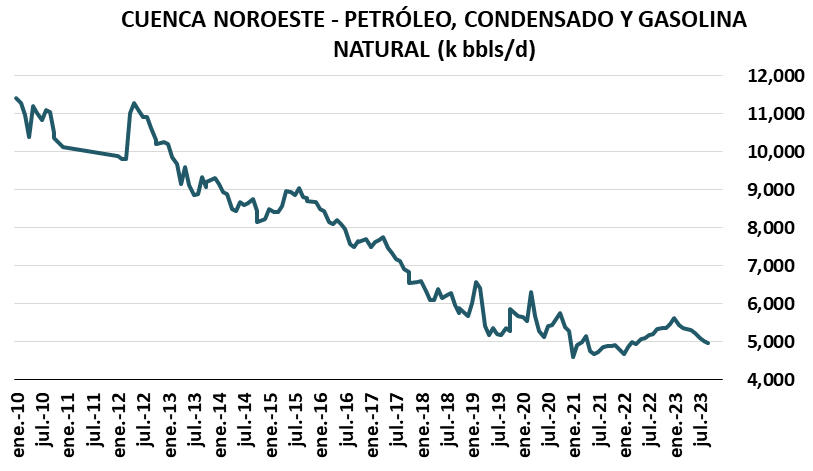 CUENCA NOROESTE - PETRÓLEO, CONDENSADO Y GASOLINA
NATURAL (k bbls/d)
12,000
11,000
10,000
9,000
8,000
7,000
6,000
5,000
4,000
ene.-10
jul.-10
ene.-11
jul.-11
ene.-12
jul.-12
ene.-13
jul.-13
ene.-14
jul.-14
ene.-15
jul.-15
ene.-16
jul.-16
ene.-17
jul.-17
ene.-18
jul.-18
ene.-19
jul.-19
ene.-20
jul.-20
ene.-21
jul.-21
ene.-22
jul.-22
ene.-23
jul.-23